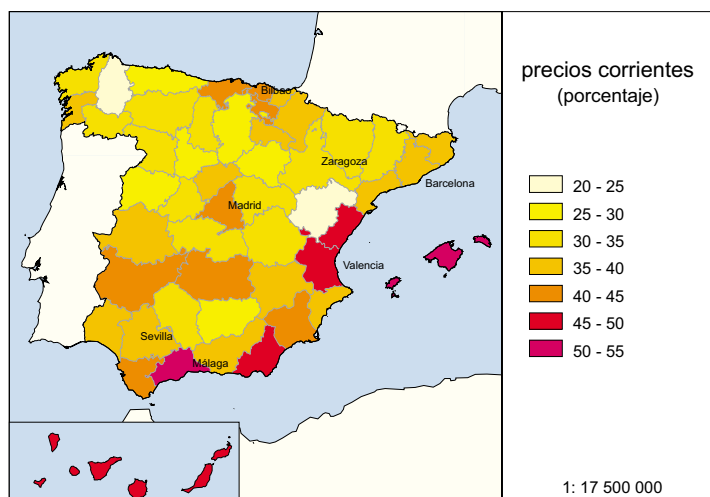 precios corrientes
(porcentaje)
Bilbao
Zaragoza
Barcelona
Madrid
Valencia
Sevilla
Málaga
20 - 25
25 - 30
30 - 35
35 - 40
40 - 45
45 - 50
50 - 55
1: 17 500 000